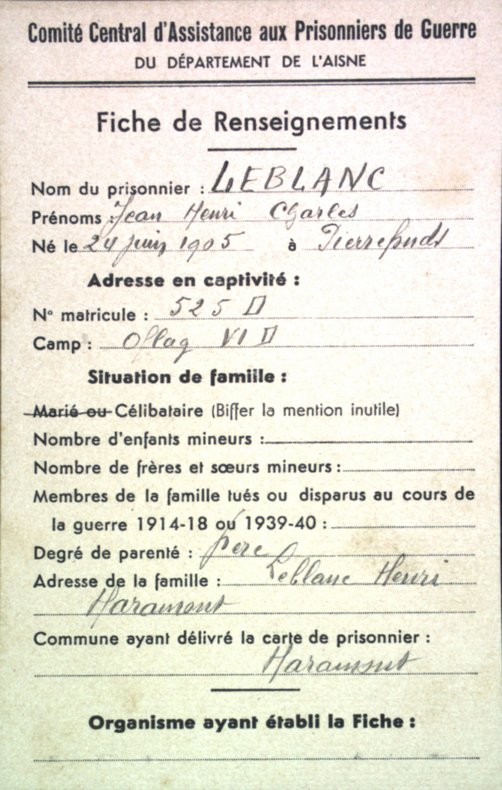 Comité Central d'Assistance aux Prisonniers de Guerre
DU DÉPARTEMENT DE L'AISNE
Fiche de Renseignements
Nom du prisonnier : LEBLANC
Prénoms : Jean Henri Charles
Né le 24 juin 1905 à Pierrefonds
Adresse en captivité :
N° matricule : 525 D
Camp : Oflag VI D
Situation de famille :
Marié ou Célibataire (Biffer la mention inutile)
Nombre d'enfants mineurs :
Nombre de frères et sœurs mineurs :
Membres de la famille tués ou disparus au cours de
la guerre 1914-18 ou 1939-40 :
Degré de parenté : père
Adresse de la famille : Leblanc Henri
Haramont
Commune ayant délivré la carte de prisonnier :
Haramont
Organisme ayant établi la Fiche :